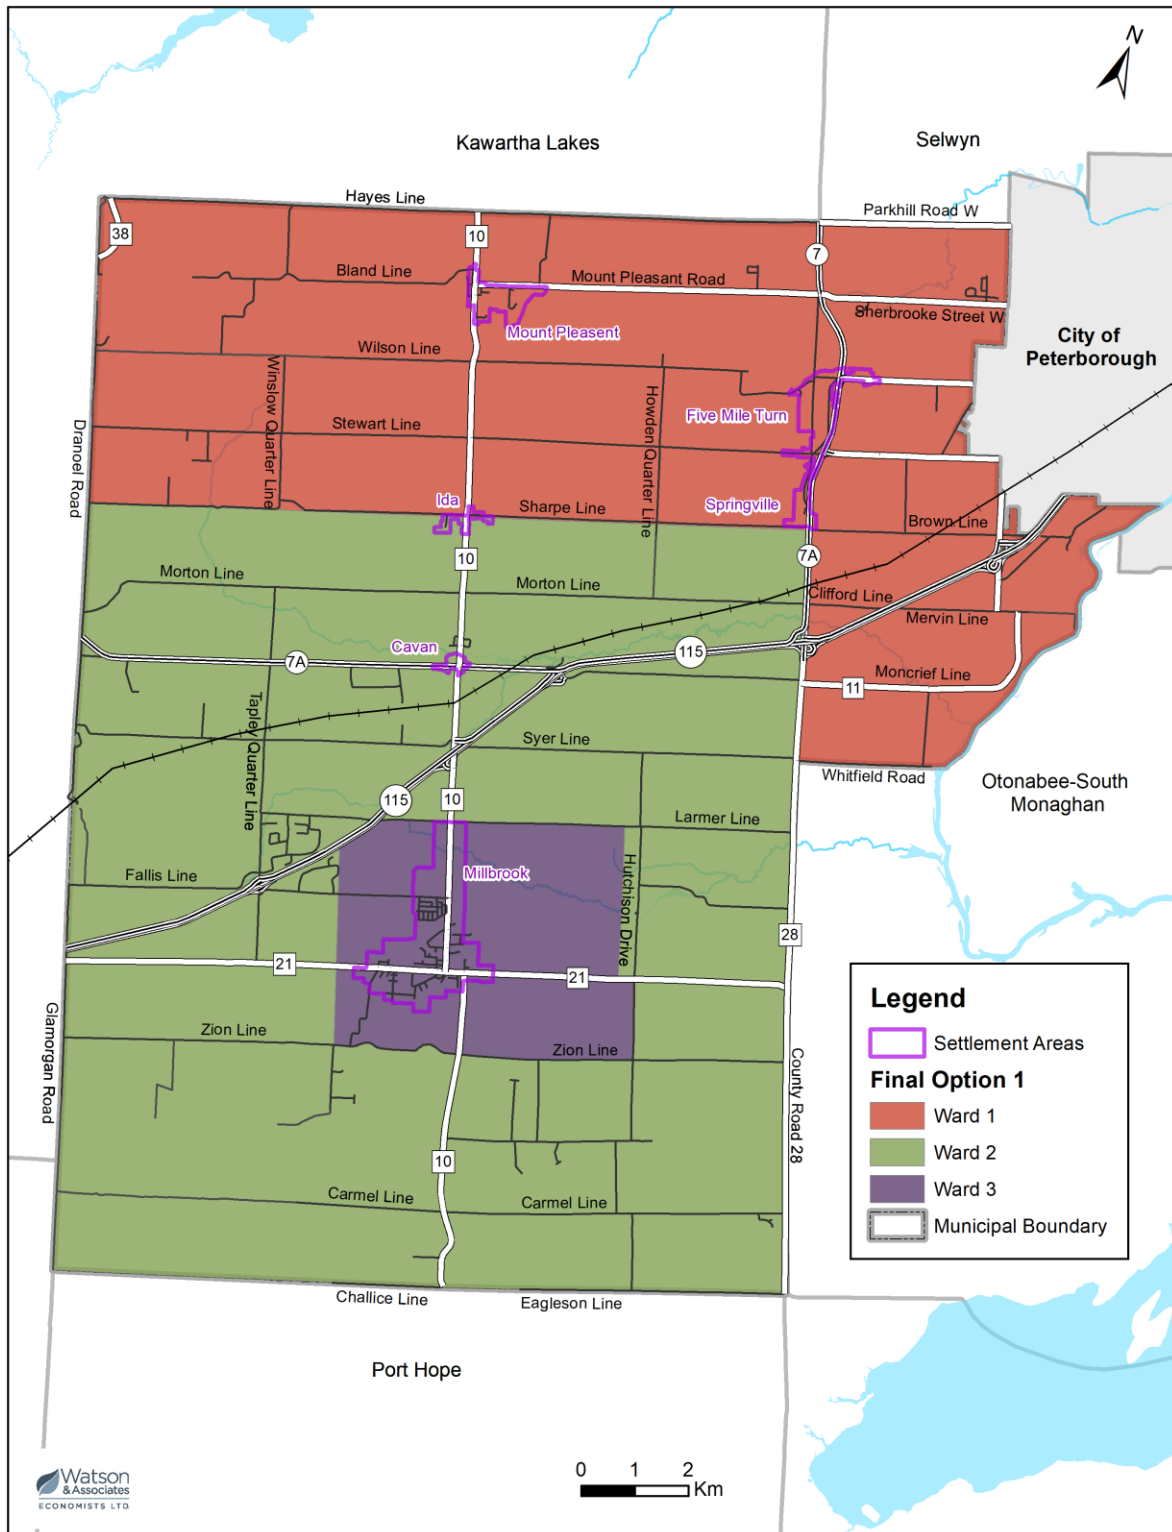 N
Kawartha Lakes
Selwyn
Hayes Line
Parkhill Road W
38
10
7
Bland Line
Mount Pleasant Road
Sherbrooke Street W
Mount Pleasent
City of
Peterborough
Wilson Line
Winslow Quarter Line
Howden Quarter Line
Five Mile Turn
Stewart Line
Dranoel Road
Ida
Sharpe Line
Springville
Brown Line
10
7A
Morton Line
Morton Line
Clifford Line
Mervin Line
Cavan
115
7A
Moncrief Line
11
Tapley Quarter Line
Syer Line
Whitfield Road
Otonabee-South
Monaghan
115
10
Larmer Line
Fallis Line
Millbrook
Hutchison Drive
28
21
21
Glamorgan Road
Zion Line
Zion Line
County Road 28
10
Carmel Line
Carmel Line
Challice Line
Eagleson Line
Port Hope
Legend
Settlement Areas
Final Option 1
Ward 1
Ward 2
Ward 3
Municipal Boundary
Watson
& Associates
ECONOMISTS LTD.
0 1 2
Km